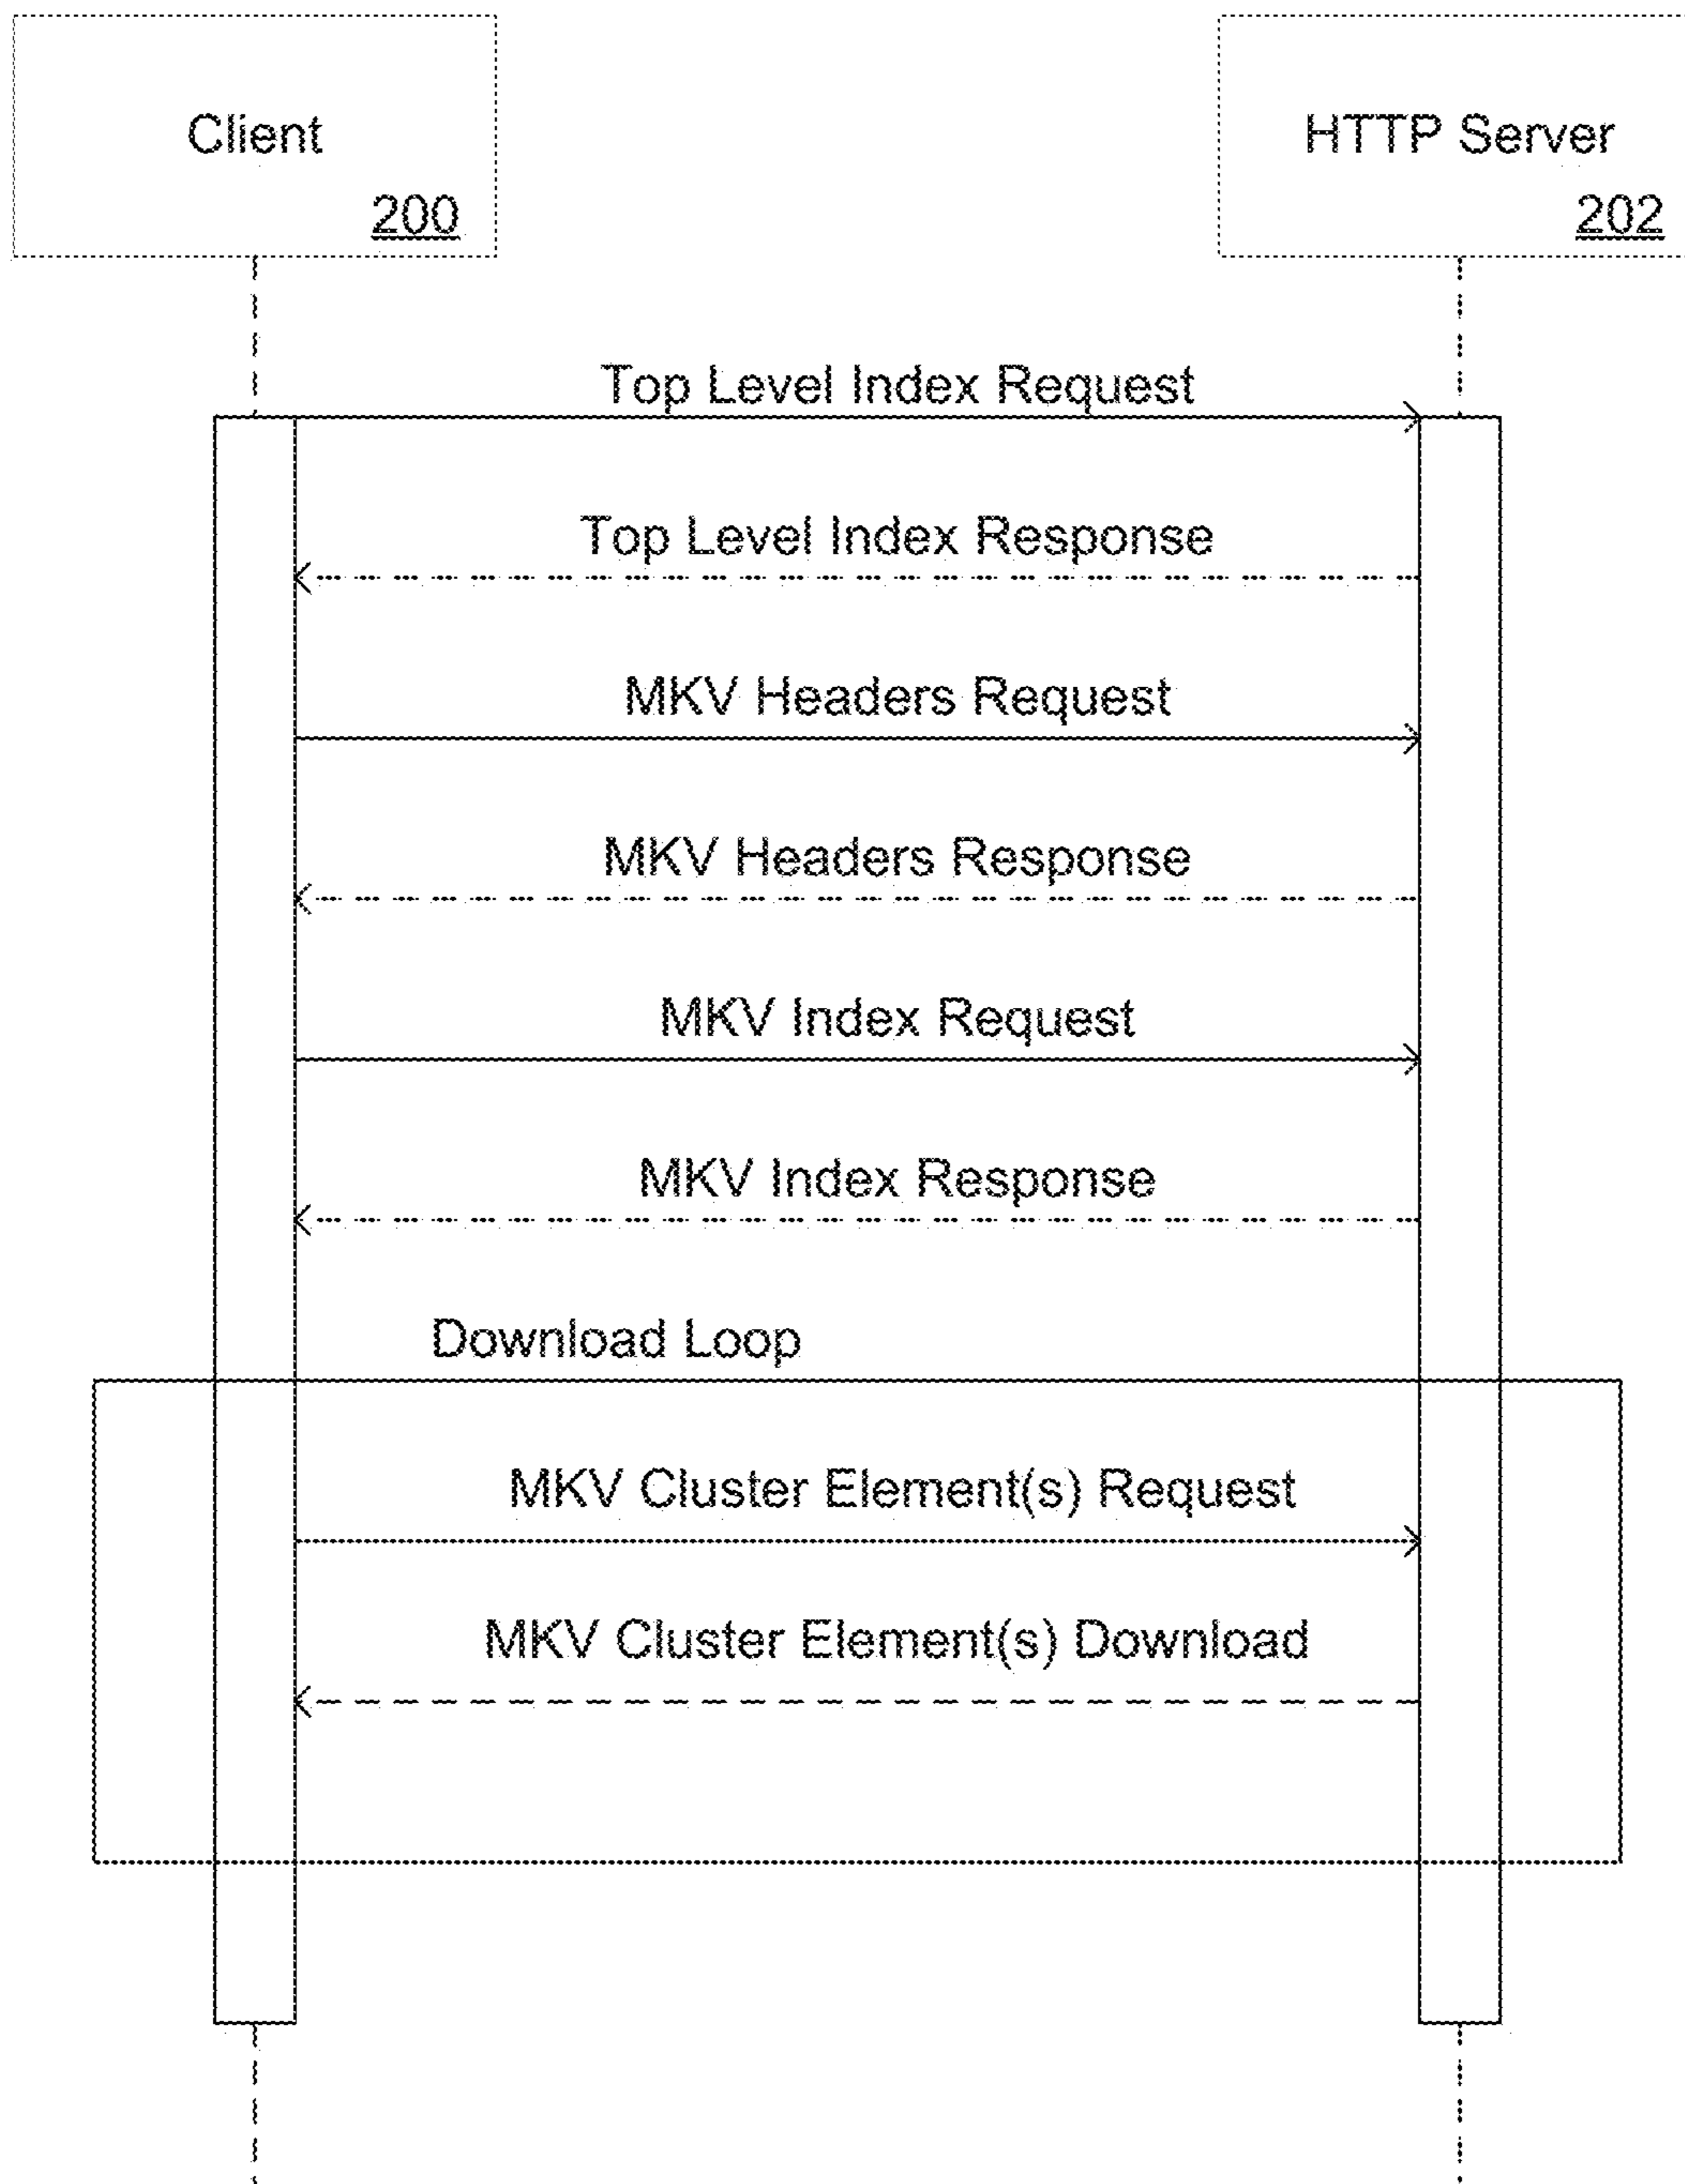 Client
200
HTTP Server
202
Top Level Index Request
Top Level Index Response
MKV Headers Request
MKV Headers Response
MKV Index Request
MKV Index Response
Download Loop
MKV Cluster Element(s) Request
MKV Cluster Element(s) Download